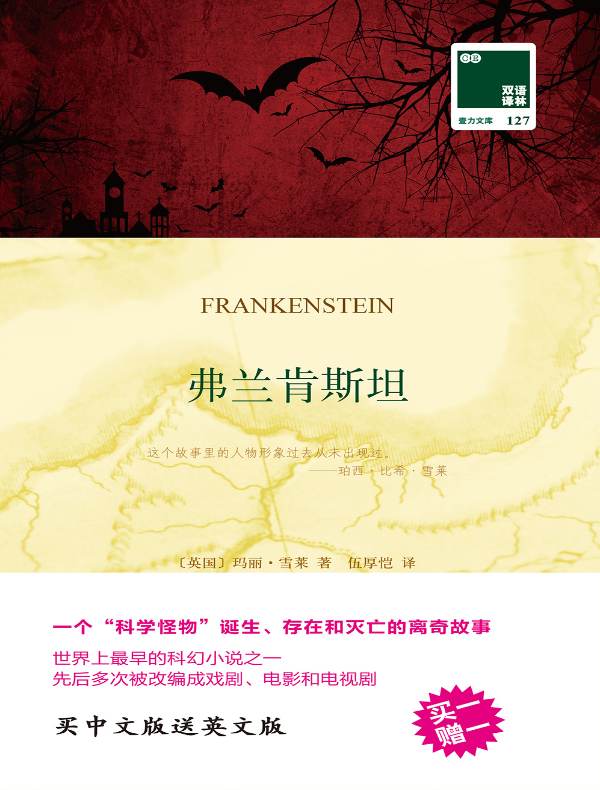 双语
译林
壹力文库 127
FRANKENSTEIN
弗兰肯斯坦
这个故事里的人物形象过去从未出现过。
——珀西·比希·雪莱
〔英国〕玛丽·雪莱 著 伍厚恺 译
一个“科学怪物”诞生、存在和灭亡的离奇故事
世界上最早的科幻小说之一
先后多次被改编成戏剧、电影和电视剧
买中文版送英文版
买一
赠一